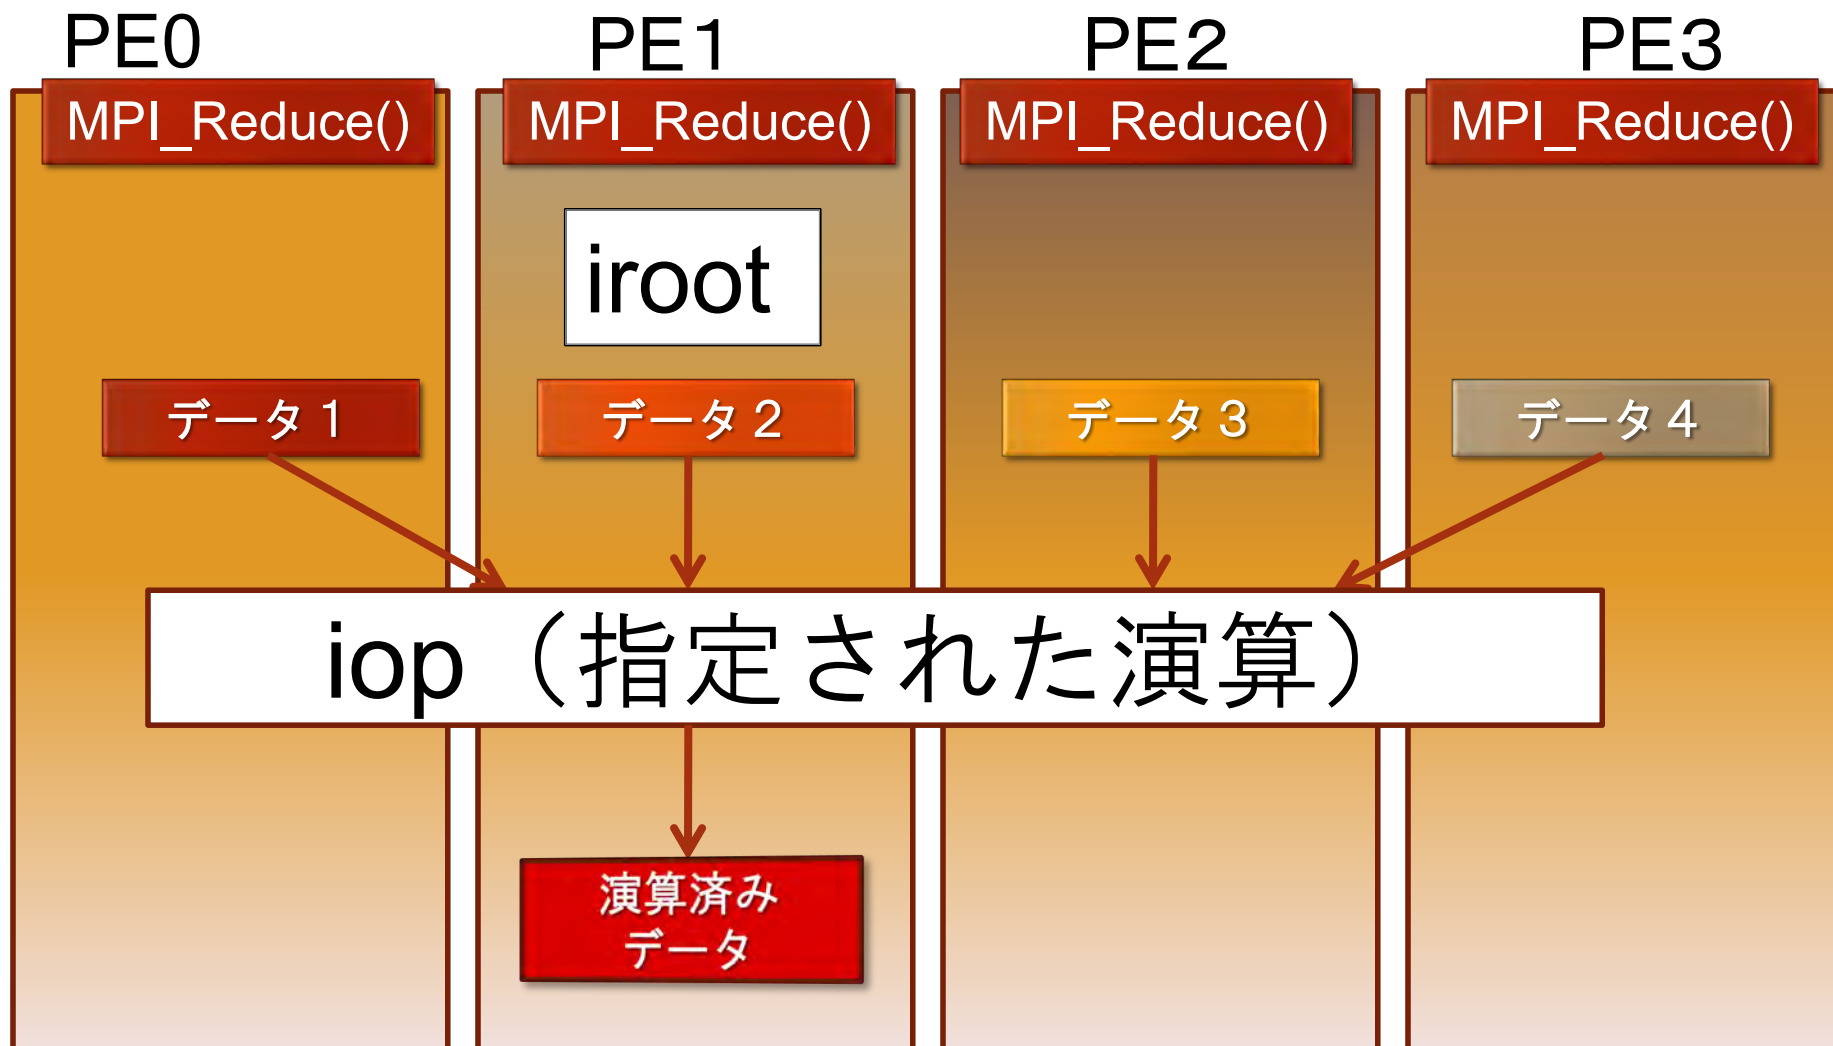 PE0
PE1
PE2
PE3
MPI_Reduce()
MPI_Reduce()
MPI_Reduce()
MPI_Reduce()
iroot
データ１
データ２
データ３
データ４
iop（指定された演算）
演算済み
データ